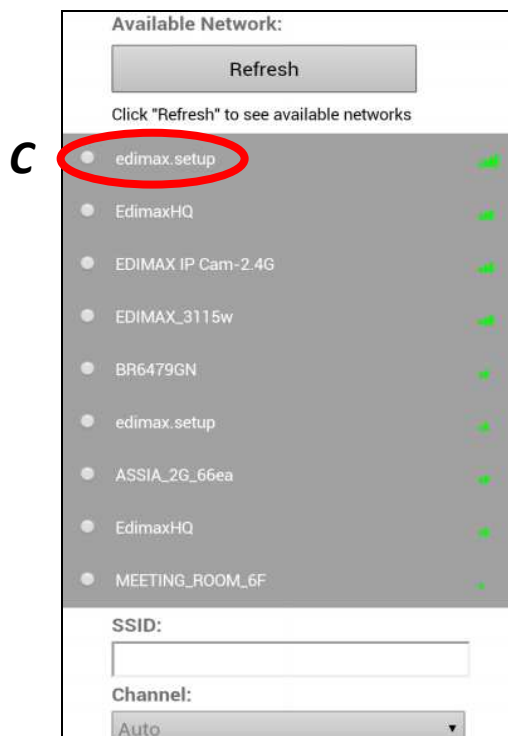 Available Network:
Refresh
Click "Refresh" to see available networks
C
edimax.setup
EdimaxHQ
EDIMAX IP Cam-2.4G
EDIMAX_3115w
BR6479GN
edimax.setup
ASSIA_2G_66ea
EdimaxHQ
MEETING_ROOM_6F
SSID:
Channel:
Auto